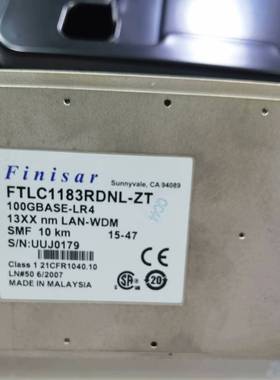 Finisar
Sunnyvale, CA 94089
FTLC1183RDNL-ZT
100GBASE-LR4
13XX nm LAN-WDM
SMF 10 km 15-47
S/N:UUJ0179
Class 1 21CFR1040.10
LN#50 6/2007
MADE IN MALAYSIA
20